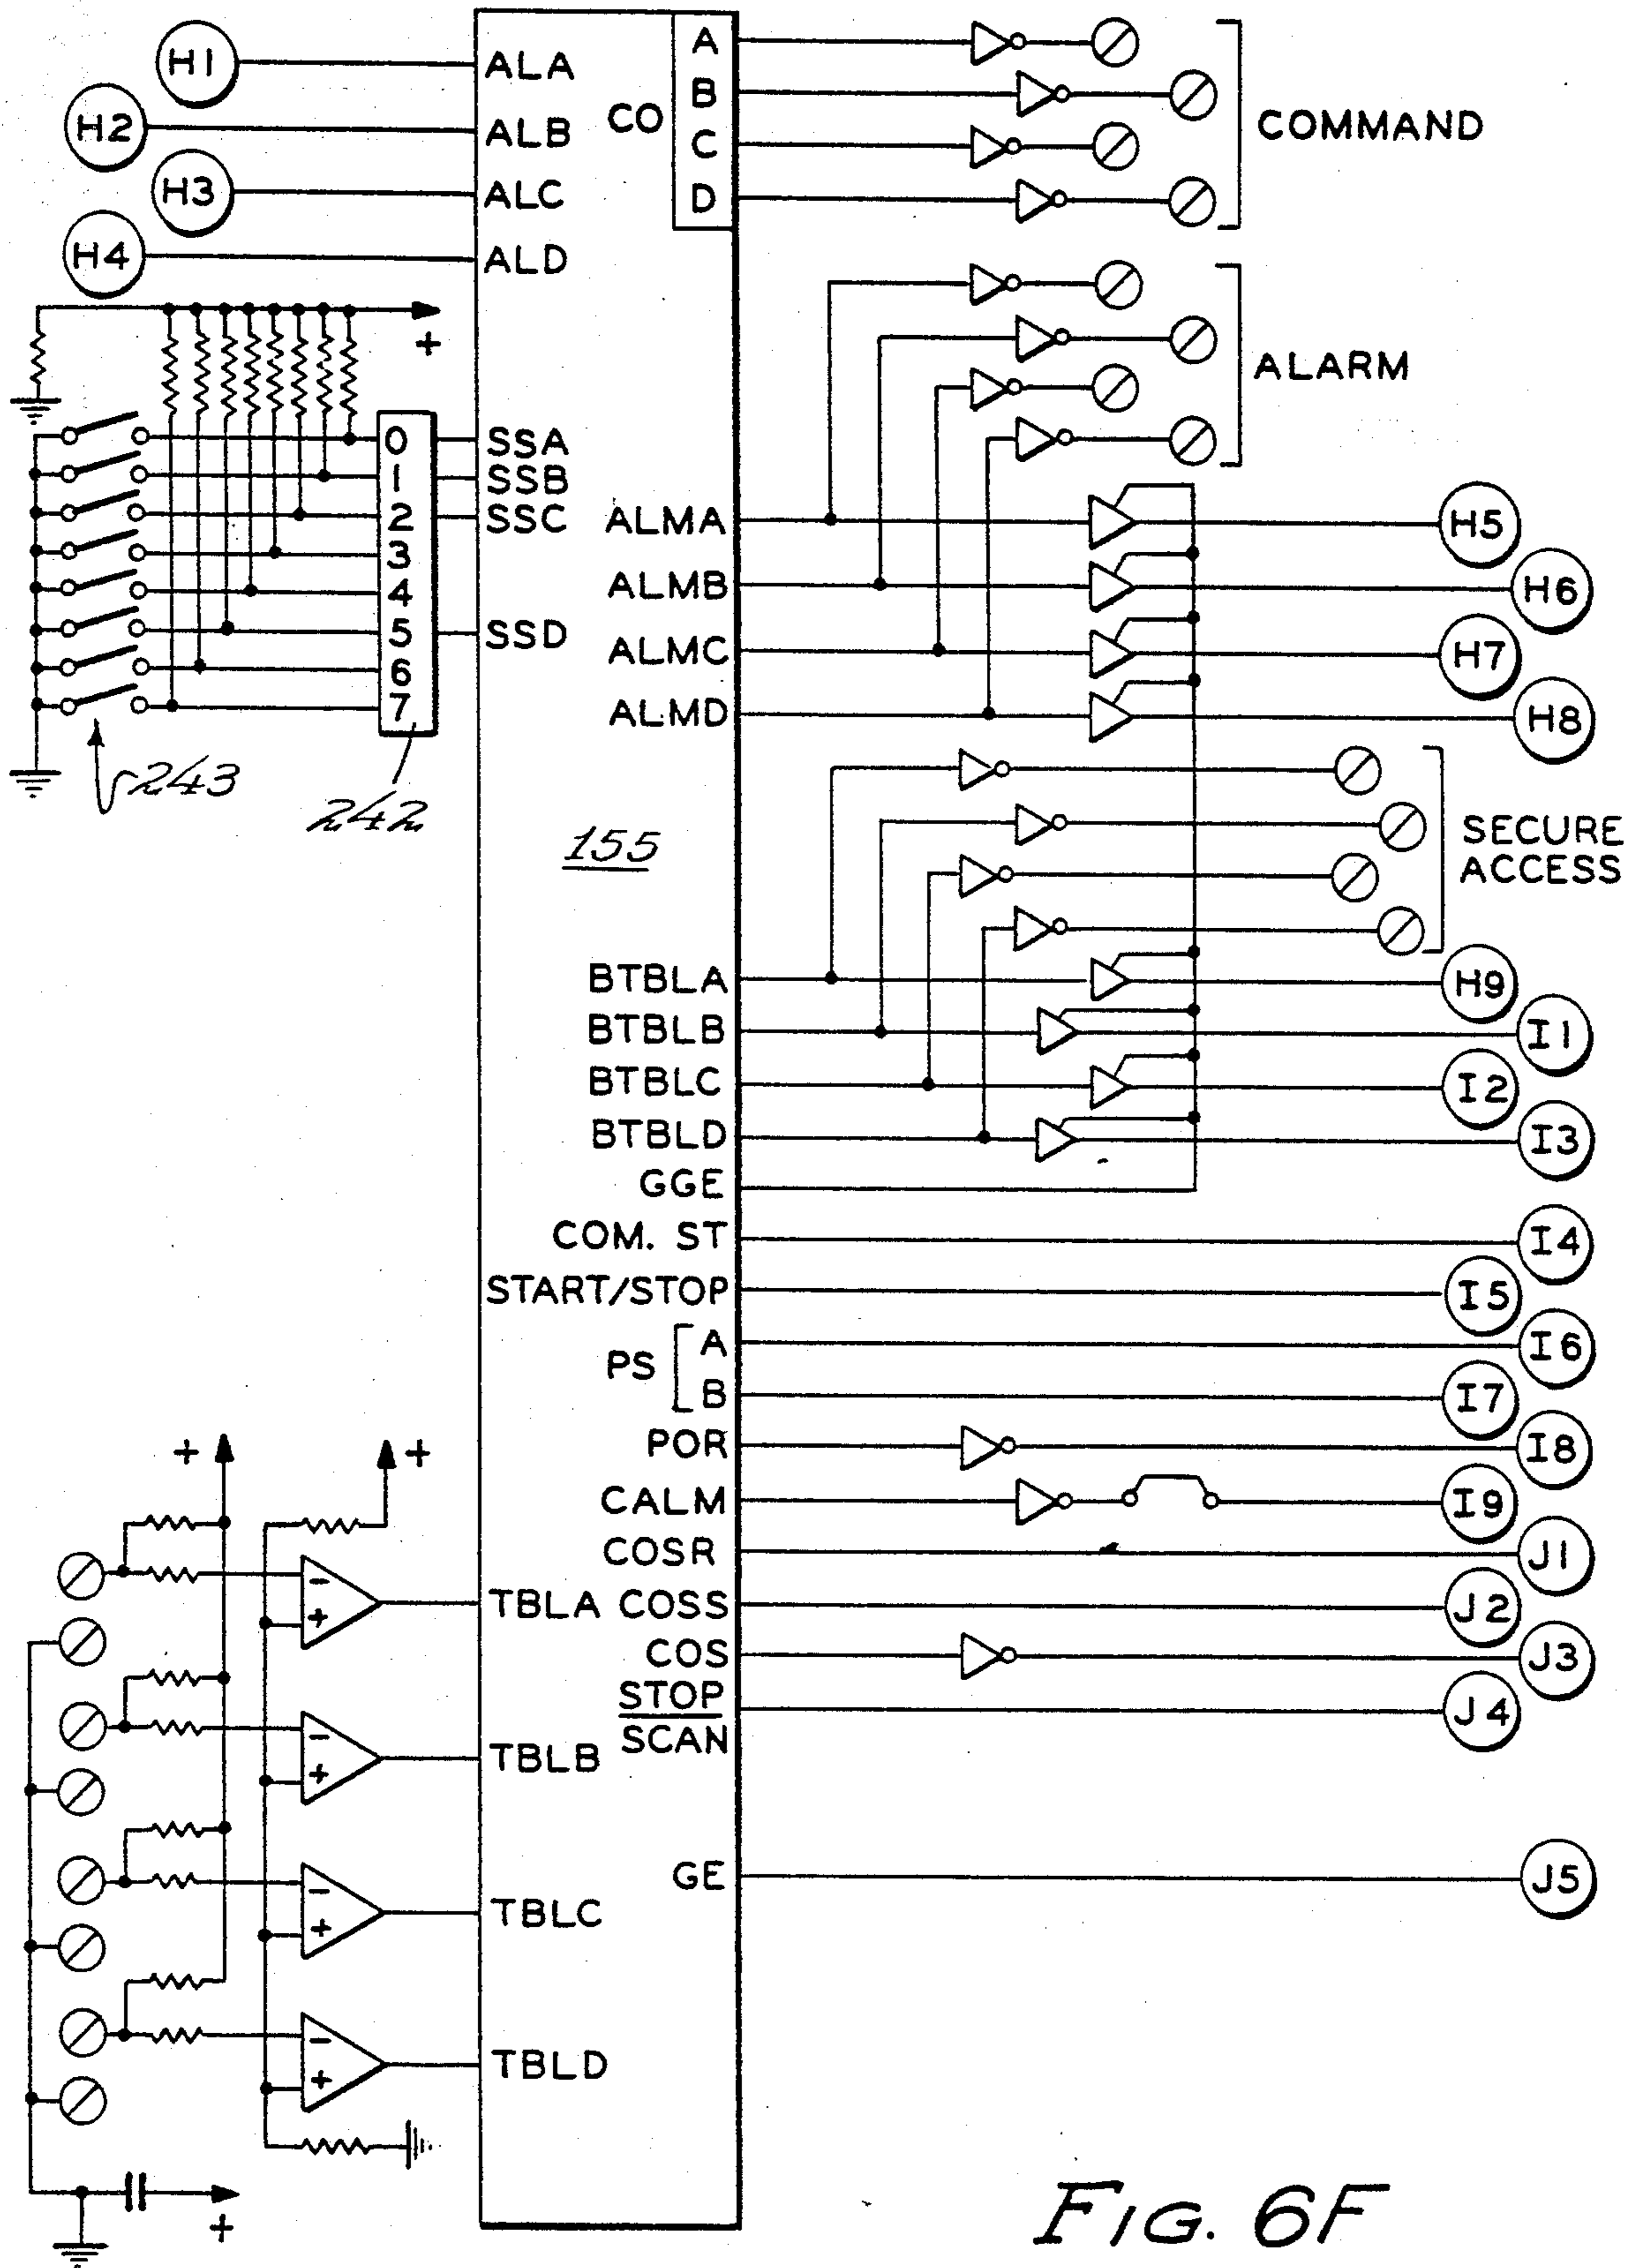 H1
ALA
A
H2
ALB
CO
B
COMMAND
C
H3
ALC
D
H4
ALD
+
ALARM
0
SSA
1
SSB
2
SSC
ALMA
H5
3
4
ALMB
H6
5
SSD
ALMC
H7
6
7
ALMD
H8
243
242
155
SECURE
ACCESS
BTBLA
H9
BTBLB
I1
BTBLC
I2
BTBLD
I3
GGE
COM. ST
I4
START/STOP
I5
PS
A
I6
B
I7
+
+
POR
I8
CALM
I9
COSR
J1
-
+
TBLA
COSS
J2
COS
J3
STOP
SCAN
J4
-
+
TBLB
GE
J5
-
+
TBLC
-
+
TBLD
+
FIG. 6F